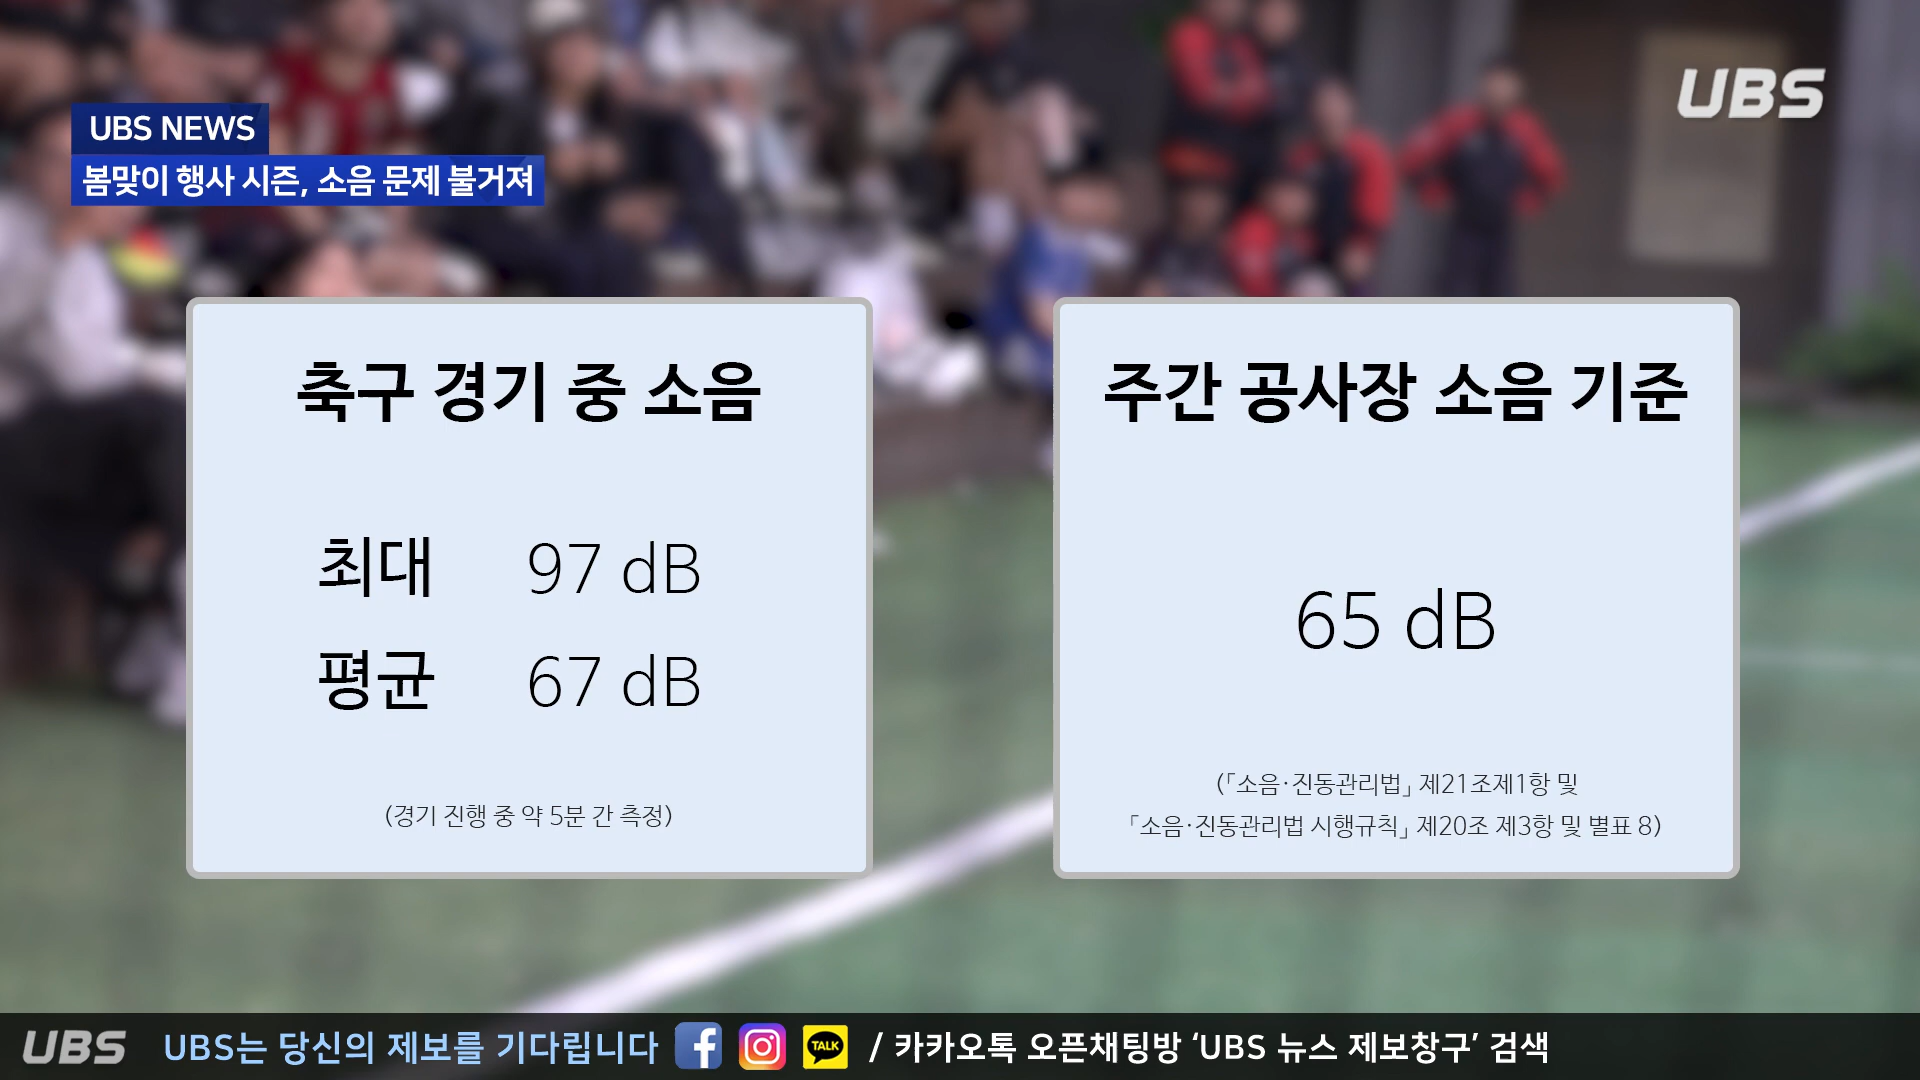 UBS
UBS NEWS
봄맞이 행사 시즌, 소음 문제 불거져
축구 경기 중 소음
최대 97 dB
평균 67 dB
(경기 진행 중 약 5분 간 측정)
주간 공사장 소음 기준
65 dB
(「소음·진동관리법」 제21조제1항 및
「소음·진동관리법 시행규칙」 제20조 제3항 및 별표 8)
UBS UBS는 당신의 제보를 기다립니다 TALK / 카카오톡 오픈채팅방 ‘UBS 뉴스 제보창구’ 검색